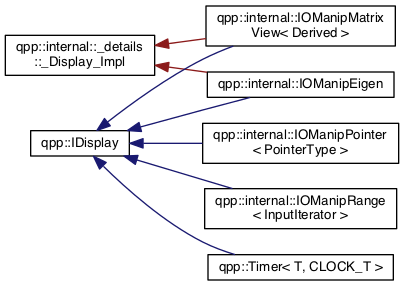 qpp::internal::IOManipMatrix
View< Derived >
qpp::internal::_details
::_Display_Impl
qpp::internal::IOManipEigen
qpp::internal::IOManipPointer
< PointerType >
qpp::IDisplay
qpp::internal::IOManipRange
< InputIterator >
qpp::Timer< T, CLOCK_T >